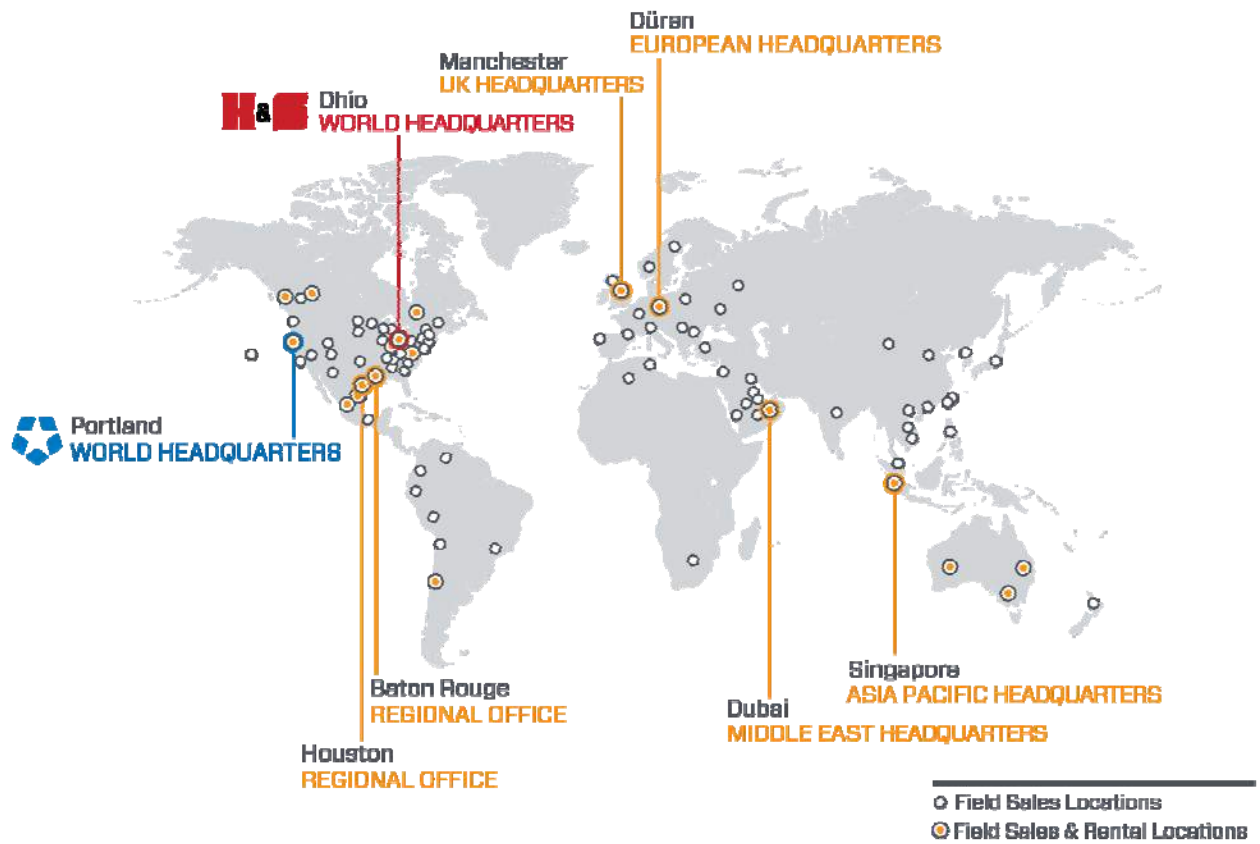 Düren
EUROPEAN HEADQUARTERS
Manchester
UK HEADQUARTERS
H&S
Ohio
WORLD HEADQUARTERS
Portland
WORLD HEADQUARTERS
Baton Rouge
REGIONAL OFFICE
Houston
REGIONAL OFFICE
Singapore
ASIA PACIFIC HEADQUARTERS
Dubai
MIDDLE EAST HEADQUARTERS
Field Sales Locations
Field Sales & Rental Locations